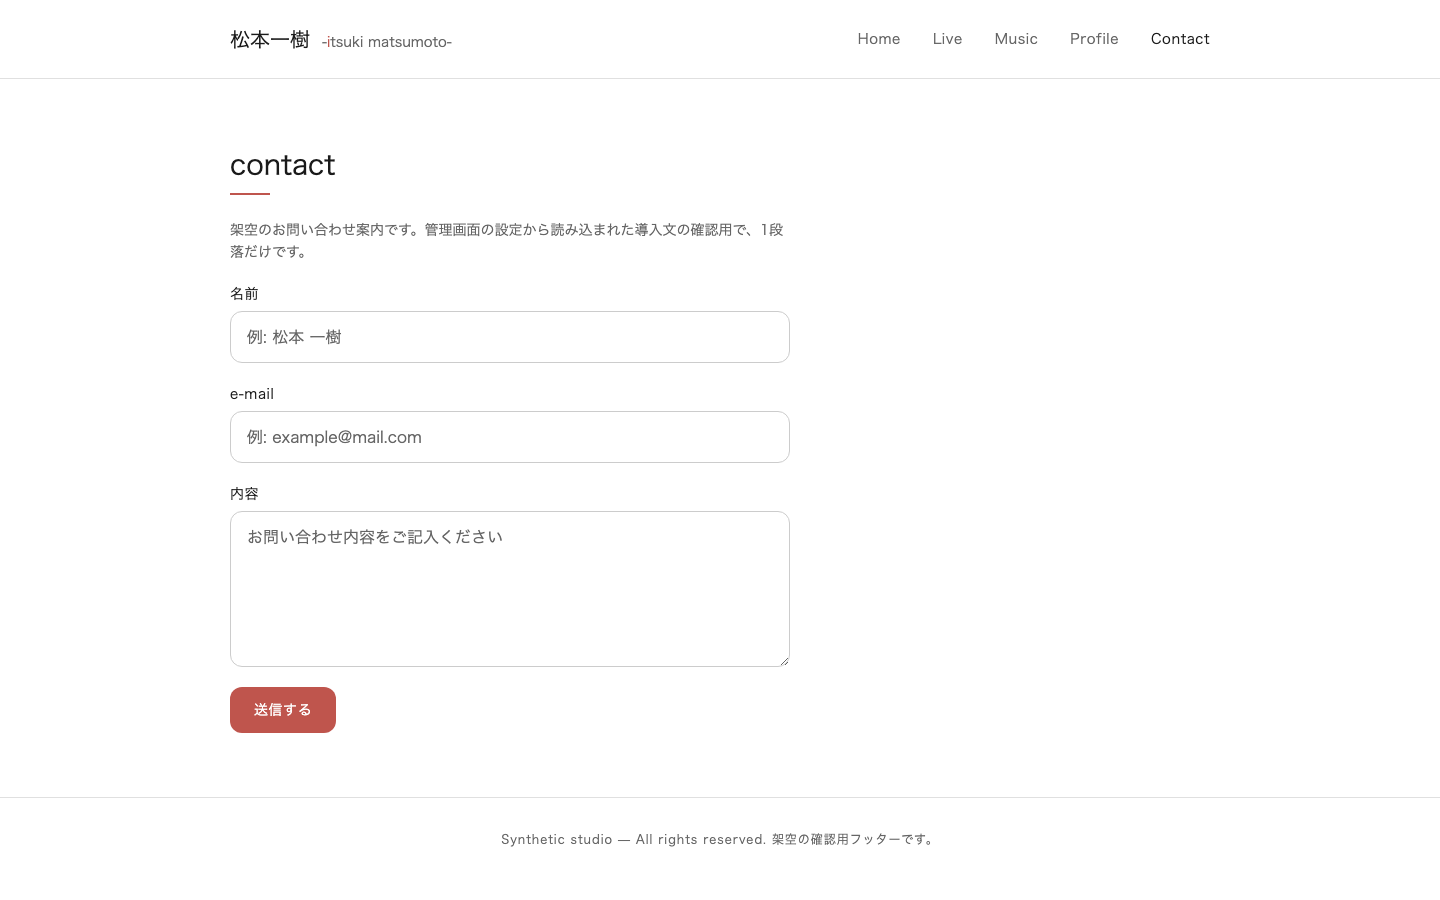 松本一樹 -itsuki matsumoto-
Home Live Music Profile Contact
contact
架空のお問い合わせ案内です。管理画面の設定から読み込まれた導入文の確認用で、1段
落だけです。
名前
例: 松本 一樹
e-mail
例: example@mail.com
内容
お問い合わせ内容をご記入ください
送信する
Synthetic studio — All rights reserved. 架空の確認用フッターです。